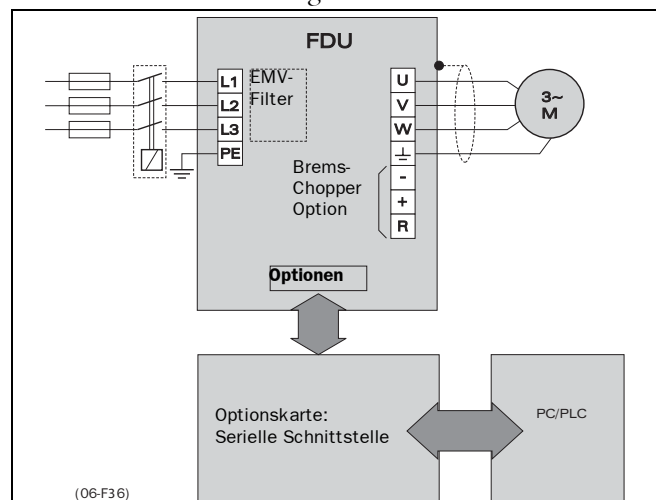 FDU
L1
L2
L3
PE
EMV-
Filter
U
V
W
-
+
R
3~
M
Brems-
Chopper
Option
Optionen
Optionskarte:
Serielle Schnittstelle
PC/PLC
(06-F36)